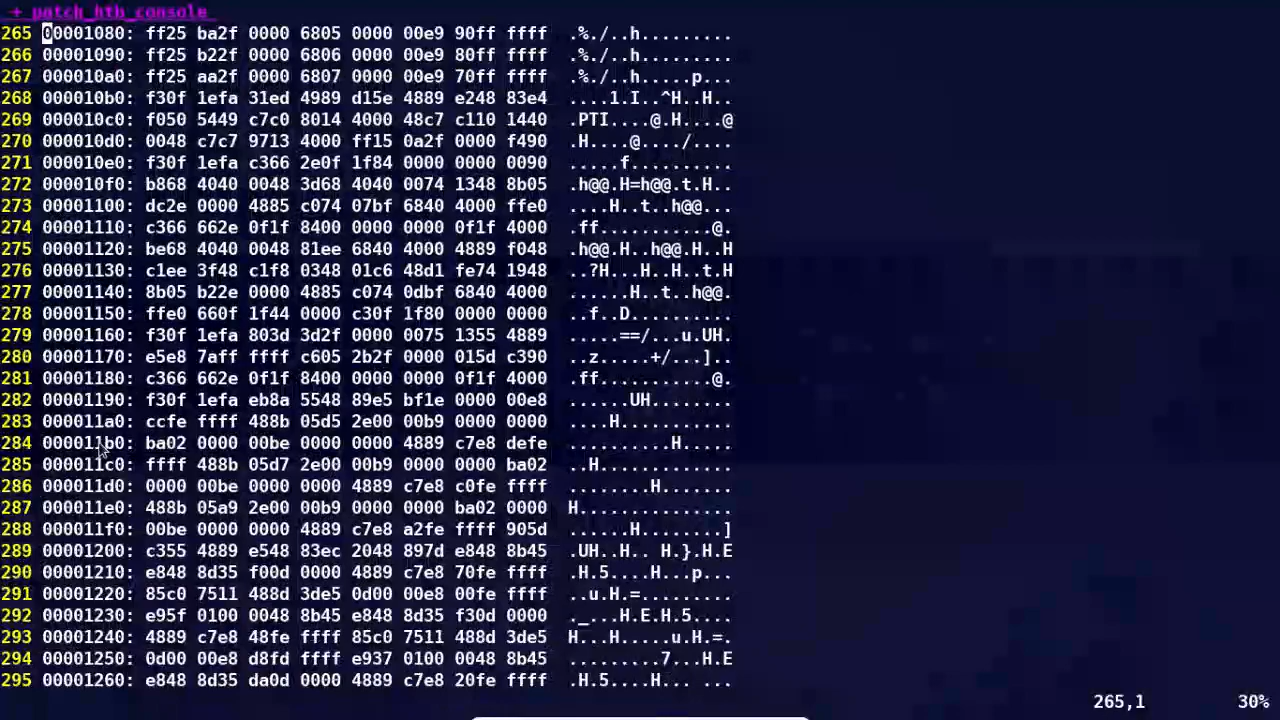 + patch_htb_console
265 00001080: ff25 ba2f 0000 6805 0000 00e9 90ff ffff  .%./..h.........
266 00001090: ff25 b22f 0000 6806 0000 00e9 80ff ffff  .%./..h.........
267 000010a0: ff25 aa2f 0000 6807 0000 00e9 70ff ffff  .%./..h.....p...
268 000010b0: f30f 1efa 31ed 4989 d15e 4889 e248 83e4  ....1.I..^H..H..
269 000010c0: f050 5449 c7c0 8014 4000 48c7 c110 1440  .PTI....@.H....@
270 000010d0: 0048 c7c7 9713 4000 ff15 0a2f 0000 f490  .H....@..../....
271 000010e0: f30f 1efa c366 2e0f 1f84 0000 0000 0090  .....f..........
272 000010f0: b868 4040 0048 3d68 4040 0074 1348 8b05  .h@@.H=h@@.t.H..
273 00001100: dc2e 0000 4885 c074 07bf 6840 4000 ffe0  ....H..t..h@@...
274 00001110: c366 662e 0f1f 8400 0000 0000 0f1f 4000  .ff...........@.
275 00001120: be68 4040 0048 81ee 6840 4000 4889 f048  .h@@.H..h@@.H..H
276 00001130: c1ee 3f48 c1f8 0348 01c6 48d1 fe74 1948  ..?H...H..H..t.H
277 00001140: 8b05 b22e 0000 4885 c074 0dbf 6840 4000  ......H..t..h@@.
278 00001150: ffe0 660f 1f44 0000 c30f 1f80 0000 0000  ..f..D..........
279 00001160: f30f 1efa 803d 3d2f 0000 0075 1355 4889  .....==/...u.UH.
280 00001170: e5e8 7aff ffff c605 2b2f 0000 015d c390  ..z.....+/...]..
281 00001180: c366 662e 0f1f 8400 0000 0000 0f1f 4000  .ff...........@.
282 00001190: f30f 1efa eb8a 5548 89e5 bf1e 0000 00e8  ......UH........
283 000011a0: ccfe ffff 488b 05d5 2e00 00b9 0000 0000  ....H...........
284 000011b0: ba02 0000 00be 0000 0000 4889 c7e8 defe  ..........H.....
285 000011c0: ffff 488b 05d7 2e00 00b9 0000 0000 ba02  ..H.............
286 000011d0: 0000 00be 0000 0000 4889 c7e8 c0fe ffff  ........H.......
287 000011e0: 488b 05a9 2e00 00b9 0000 0000 ba02 0000  H...............
288 000011f0: 00be 0000 0000 4889 c7e8 a2fe ffff 905d  ......H........]
289 00001200: c355 4889 e548 83ec 2048 897d e848 8b45  .UH..H.. H.}.H.E
290 00001210: e848 8d35 f00d 0000 4889 c7e8 70fe ffff  .H.5....H...p...
291 00001220: 85c0 7511 488d 3de5 0d00 00e8 00fe ffff  ..u.H.=.........
292 00001230: e95f 0100 0048 8b45 e848 8d35 f30d 0000  ._...H.E.H.5....
293 00001240: 4889 c7e8 48fe ffff 85c0 7511 488d 3de5  H...H.....u.H.=.
294 00001250: 0d00 00e8 d8fd ffff e937 0100 0048 8b45  .........7...H.E
295 00001260: e848 8d35 da0d 0000 4889 c7e8 20fe ffff  .H.5....H... ...
265,1 30%